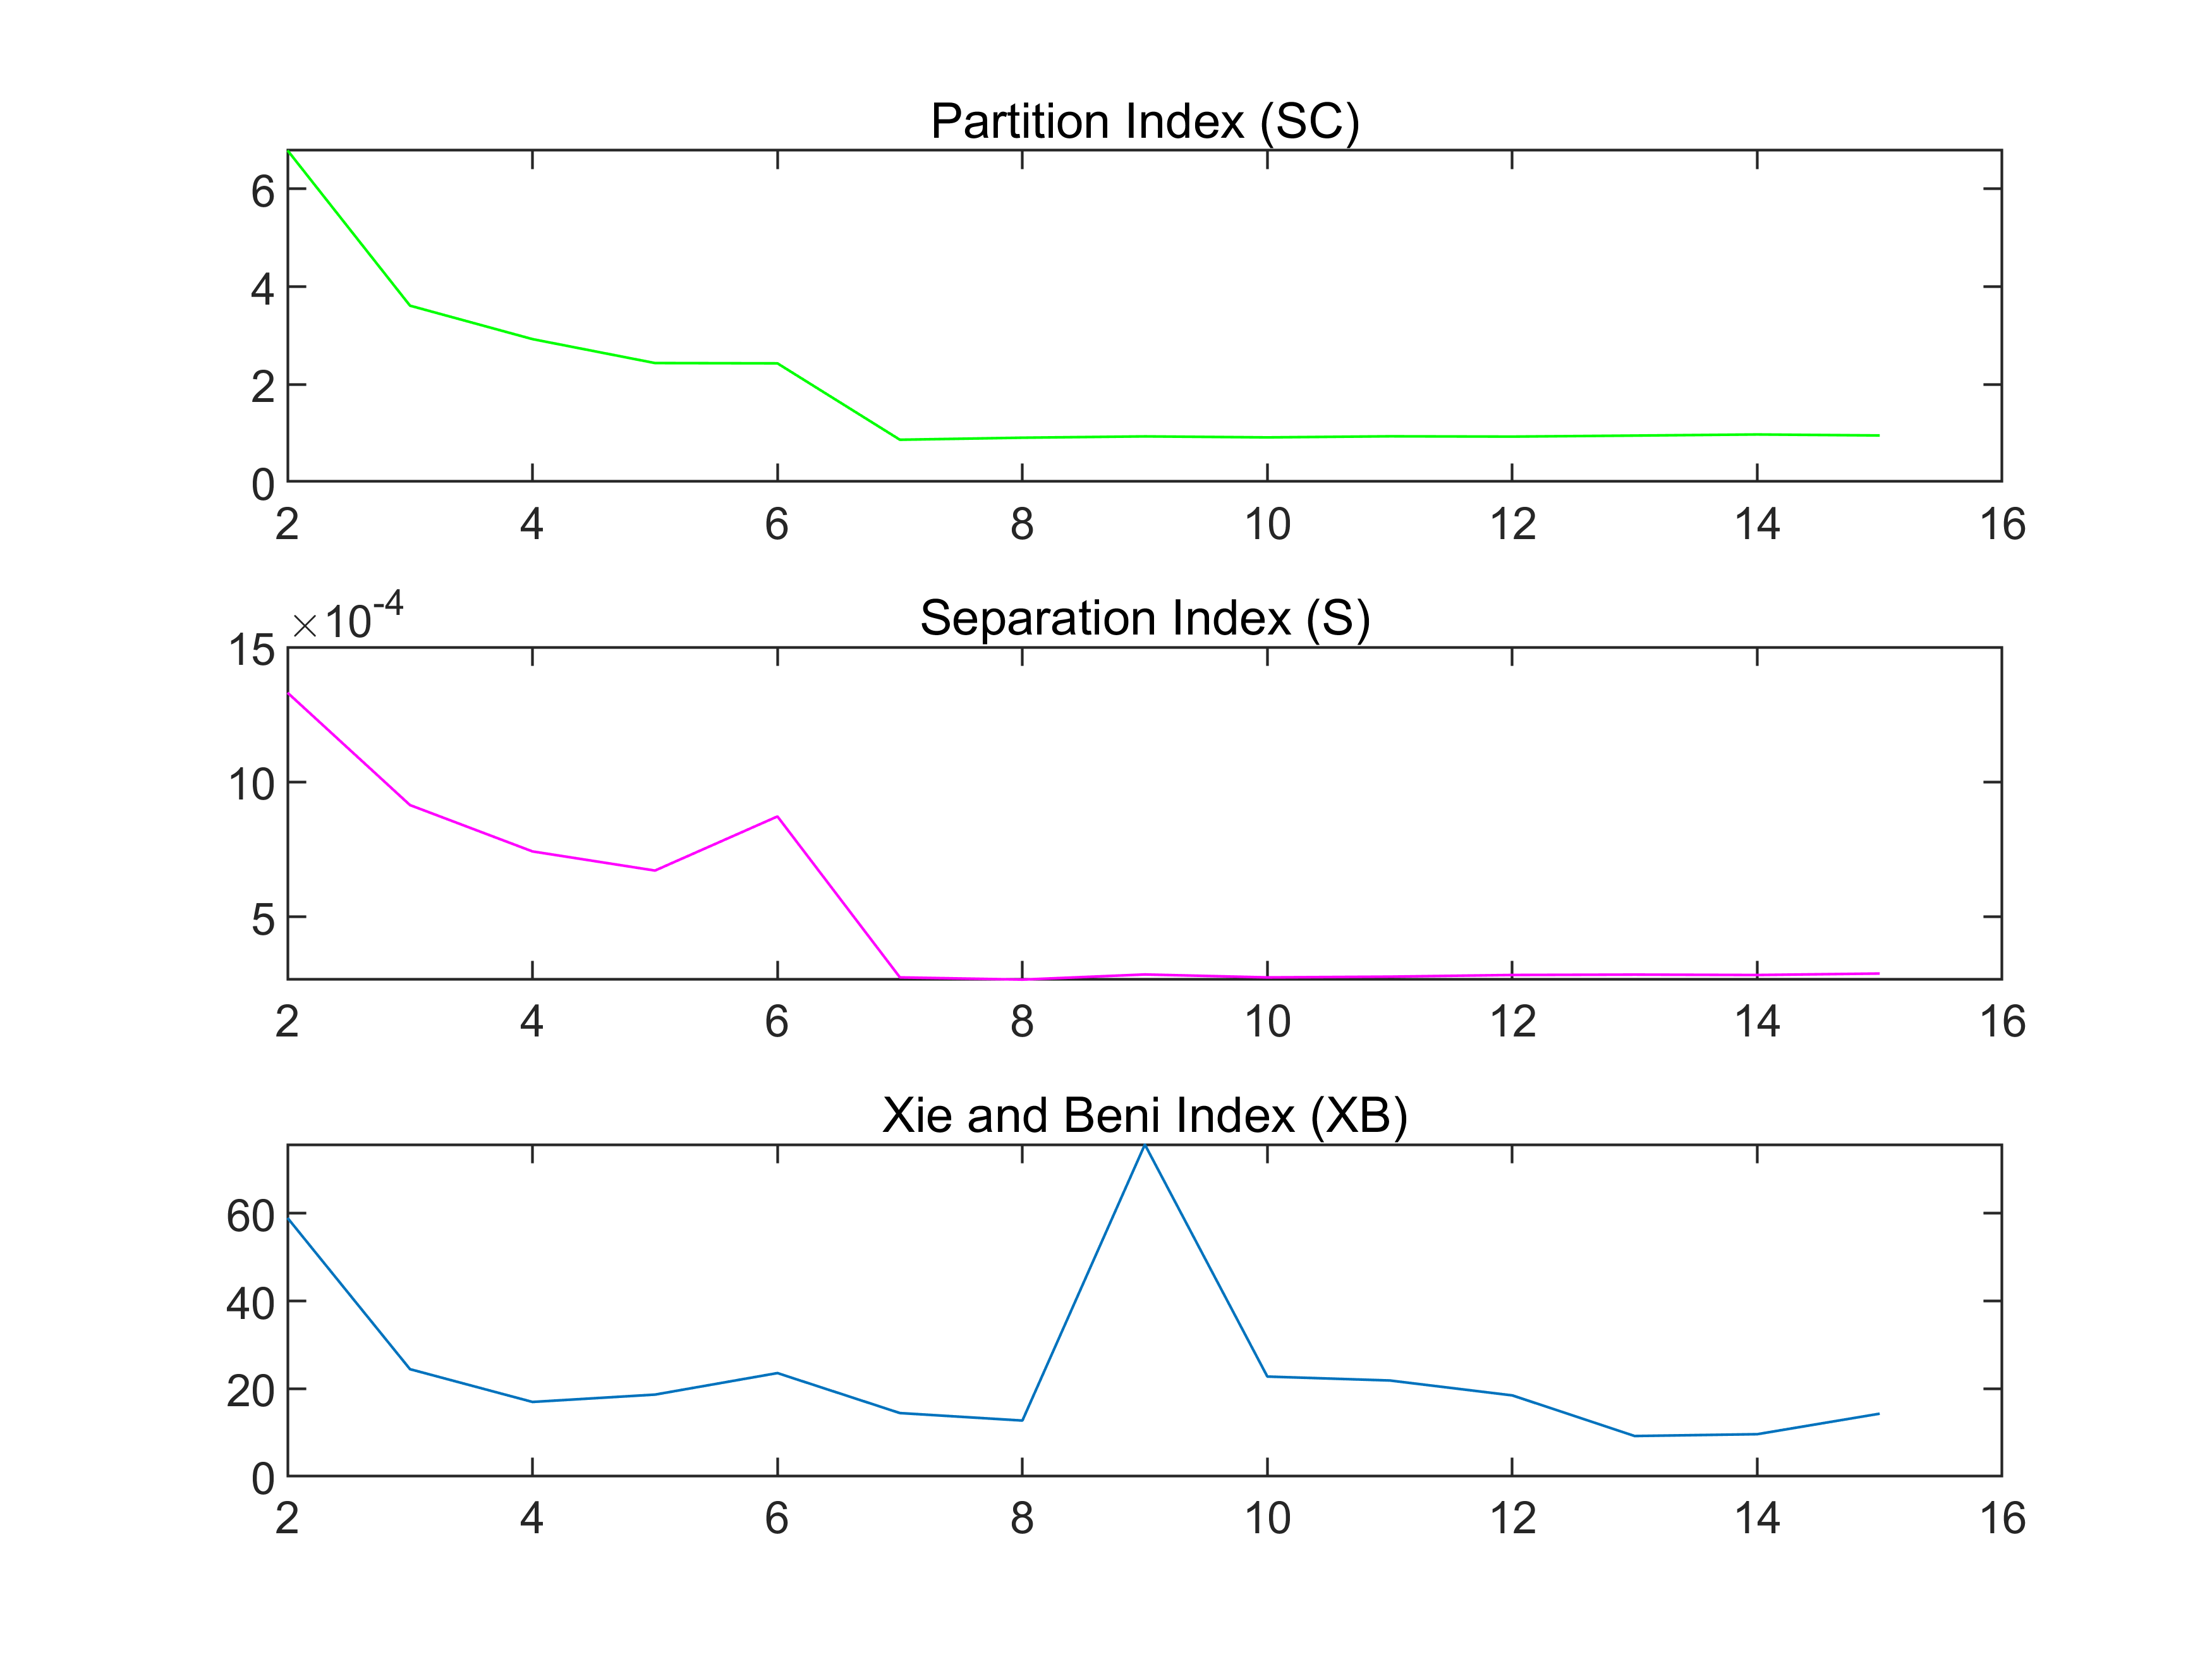 Partition Index (SC)
6
4
2
0
2 4 6 8 10 12 14 16
×10-4
Separation Index (S)
15
10
5
2 4 6 8 10 12 14 16
Xie and Beni Index (XB)
60
40
20
0
2 4 6 8 10 12 14 16